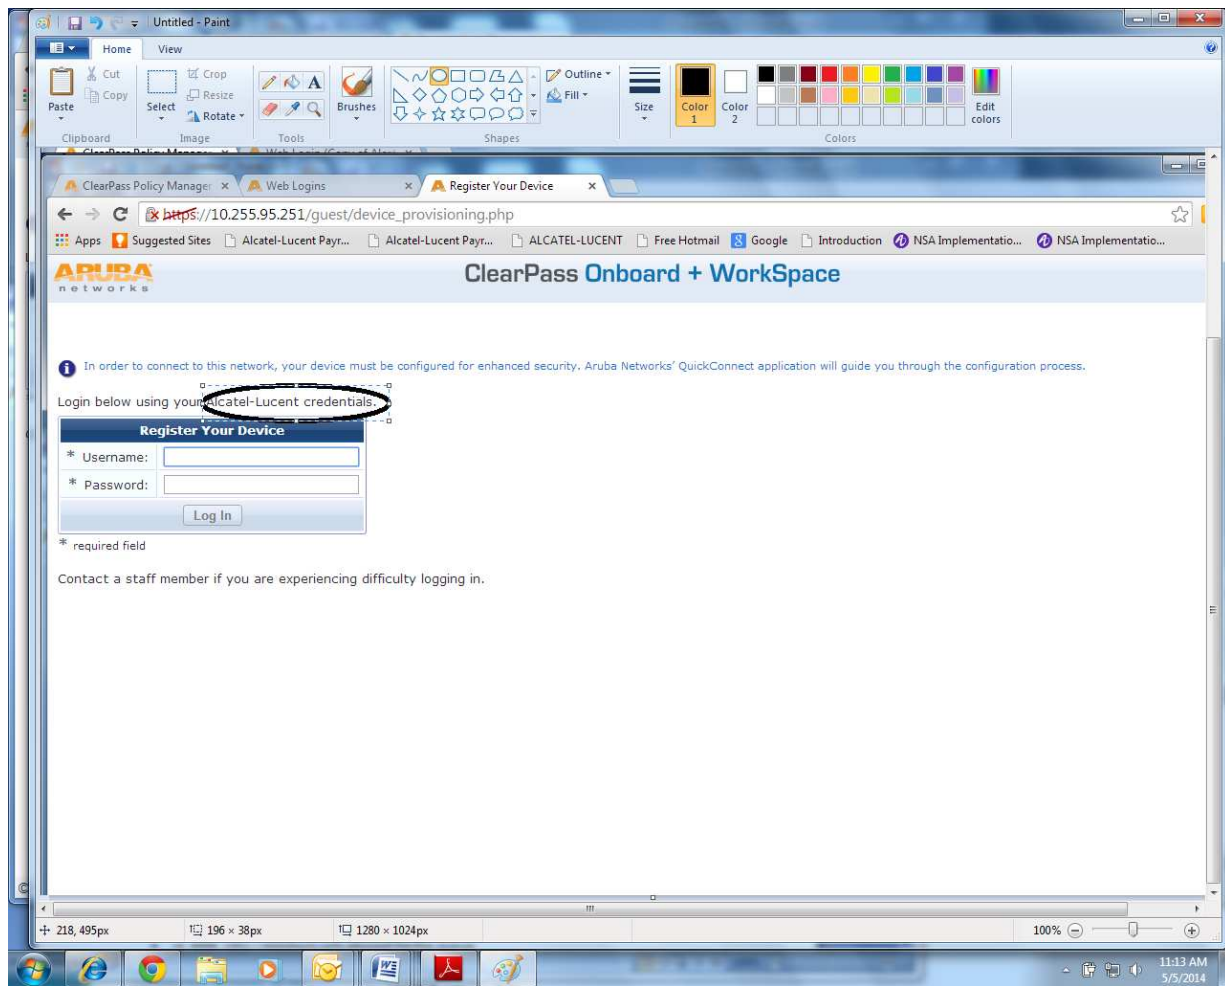 Untitled - Paint
Home View
Paste
Cut
Copy
Clipboard
Select
Crop
Resize
Rotate
Image
Tools
Brushes
Shapes
Outline
Fill
Size
Color 1
Color 2
Colors
Edit colors
ClearPass Policy Manager Web Logins Register Your Device
https://10.255.95.251/guest/device_provisioning.php
Apps Suggested Sites Alcatel-Lucent Payr... Alcatel-Lucent Payr... ALCATEL-LUCENT Free Hotmail Google Introduction NSA Implementatio... NSA Implementatio...
ARUBA
networks
ClearPass Onboard + WorkSpace
In order to connect to this network, your device must be configured for enhanced security. Aruba Networks' QuickConnect application will guide you through the configuration process.
Login below using your Alcatel-Lucent credentials.
Register Your Device
* Username:
* Password:
Log In
* required field
Contact a staff member if you are experiencing difficulty logging in.
218, 495px 196 × 38px 1280 × 1024px 100%
11:13 AM
5/5/2014